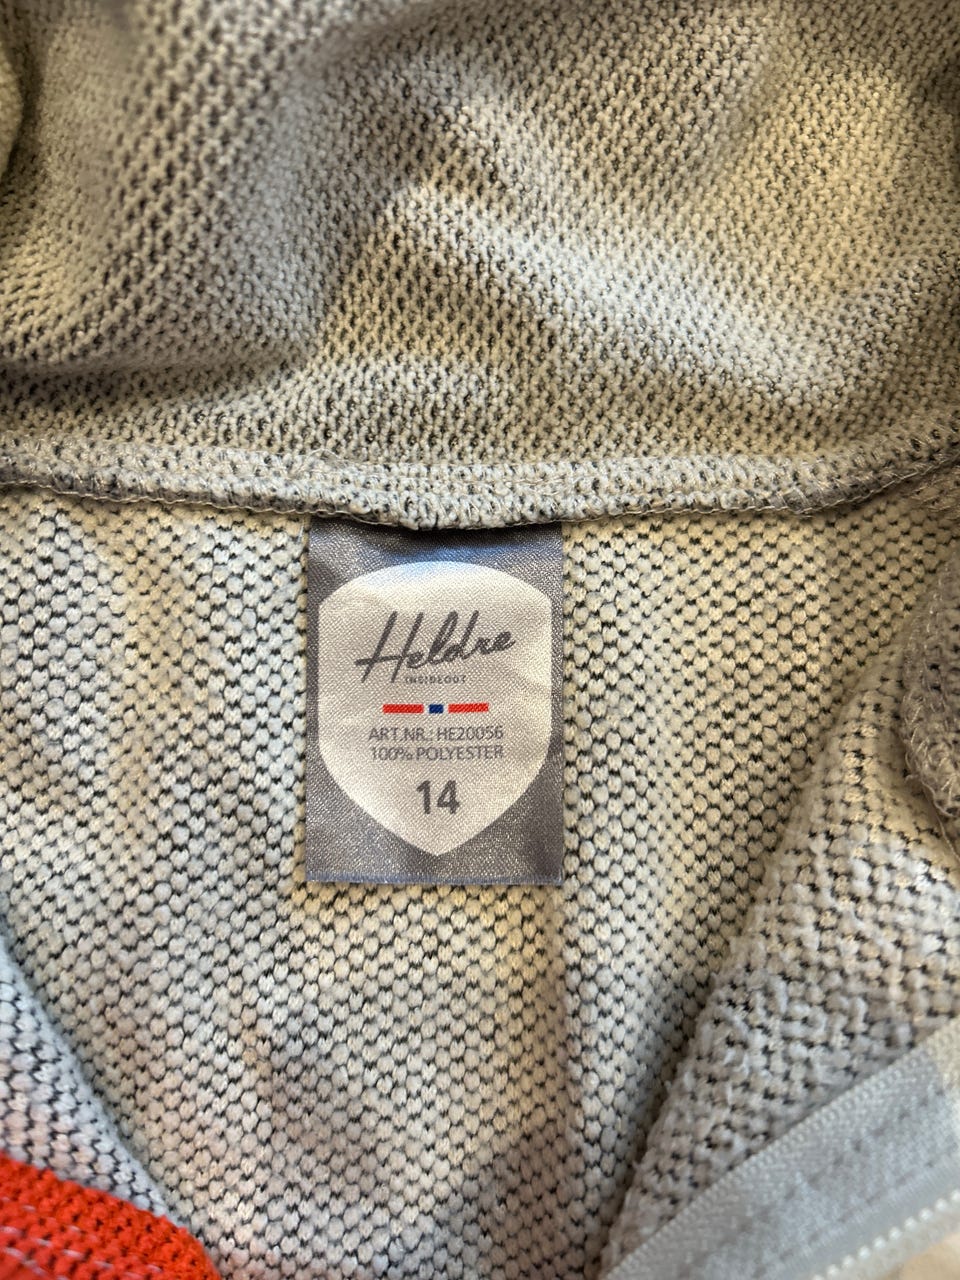 Heldre
INSIDEOUT
ART.NR.: HE20056
100% POLYESTER
14